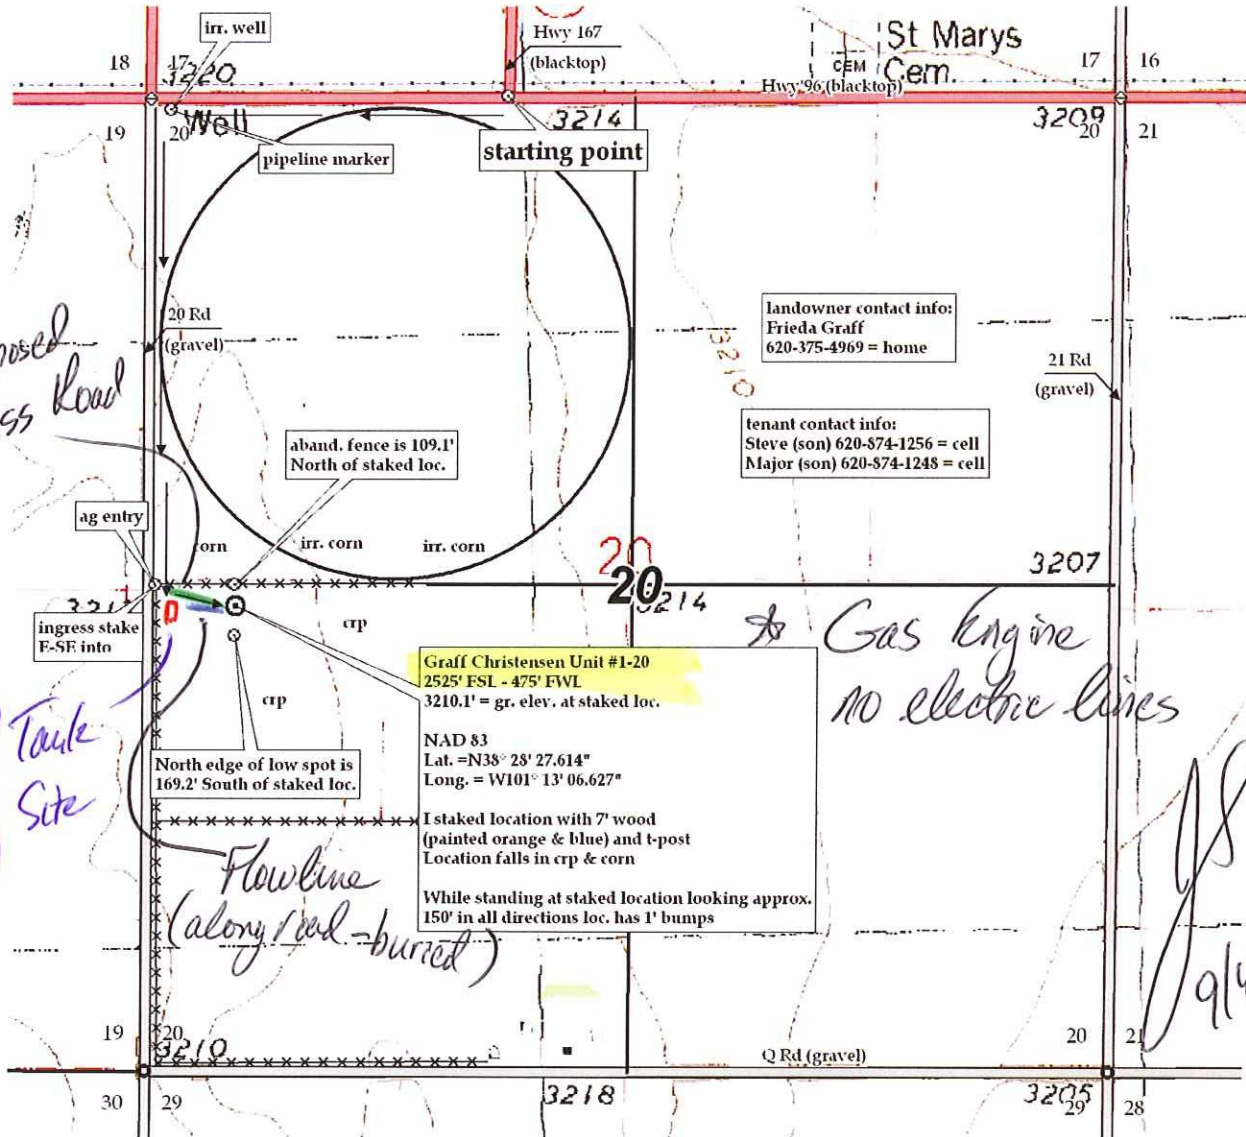 irr. well
Hwy 167
(blacktop)
St Marys
Cem.
CEM
18
17
3220
17
16
Hwy 96 (blacktop)
19
20
Well
3214
3209
20
21
pipeline marker
starting point
20 Rd
(gravel)
landowner contact info:
Frieda Graff
620-375-4969 = home
3210
21 Rd
(gravel)
Road
aband. fence is 109.1'
North of staked loc.
tenant contact info:
Steve (son) 620-874-1256 = cell
Major (son) 620-874-1248 = cell
ag entry
corn
irr. corn
irr. corn
20
20
3207
3214
ingress stake
E-SE into
crp
Gas Engine
no electric lines
Graff Christensen Unit #1-20
2525' FSL - 475' FWL
3210.1' = gr. elev. at staked loc.
NAD 83
Lat. =N38° 28' 27.614"
Long. = W101° 13' 06.627"
I staked location with 7' wood
(painted orange & blue) and t-post
Location falls in crp & corn
While standing at staked location looking approx.
150' in all directions loc. has 1' bumps
crp
Tank
Site
North edge of low spot is
169.2' South of staked loc.
Flowline
(along road - buried)
19
20
3210
Q Rd (gravel)
20
21
30
29
3218
3205
29
28